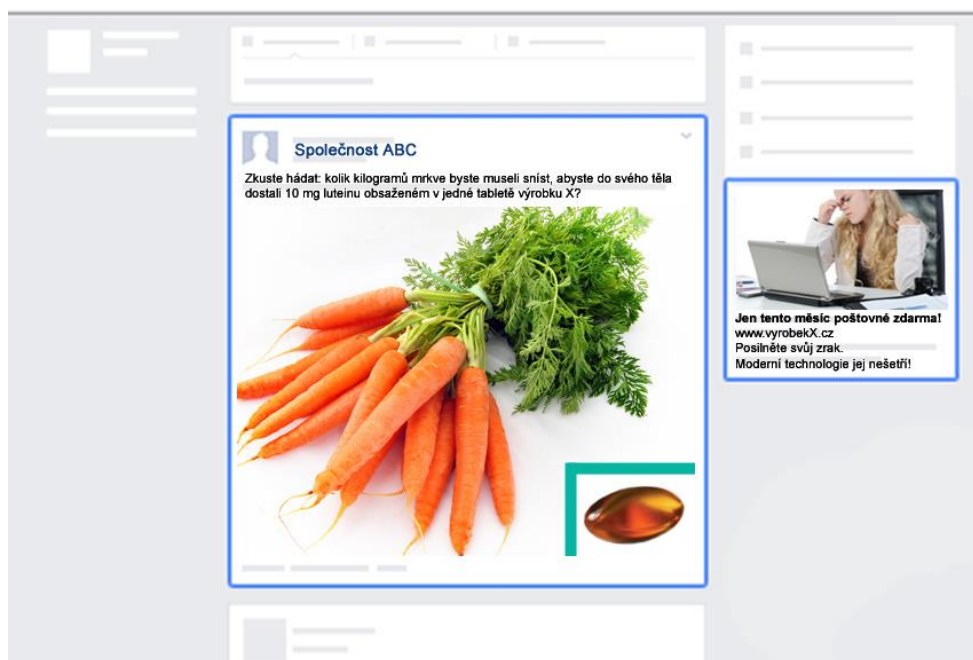 Společnost ABC
Zkuste hádat: kolik kilogramů mrkve byste museli sníst, abyste do svého těla
dostali 10 mg luteinu obsaženém v jedné tabletě výrobku X?
Jen tento měsíc poštovné zdarma!
www.vyrobekX.cz
Posilněte svůj zrak.
Moderní technologie jej nešetří!